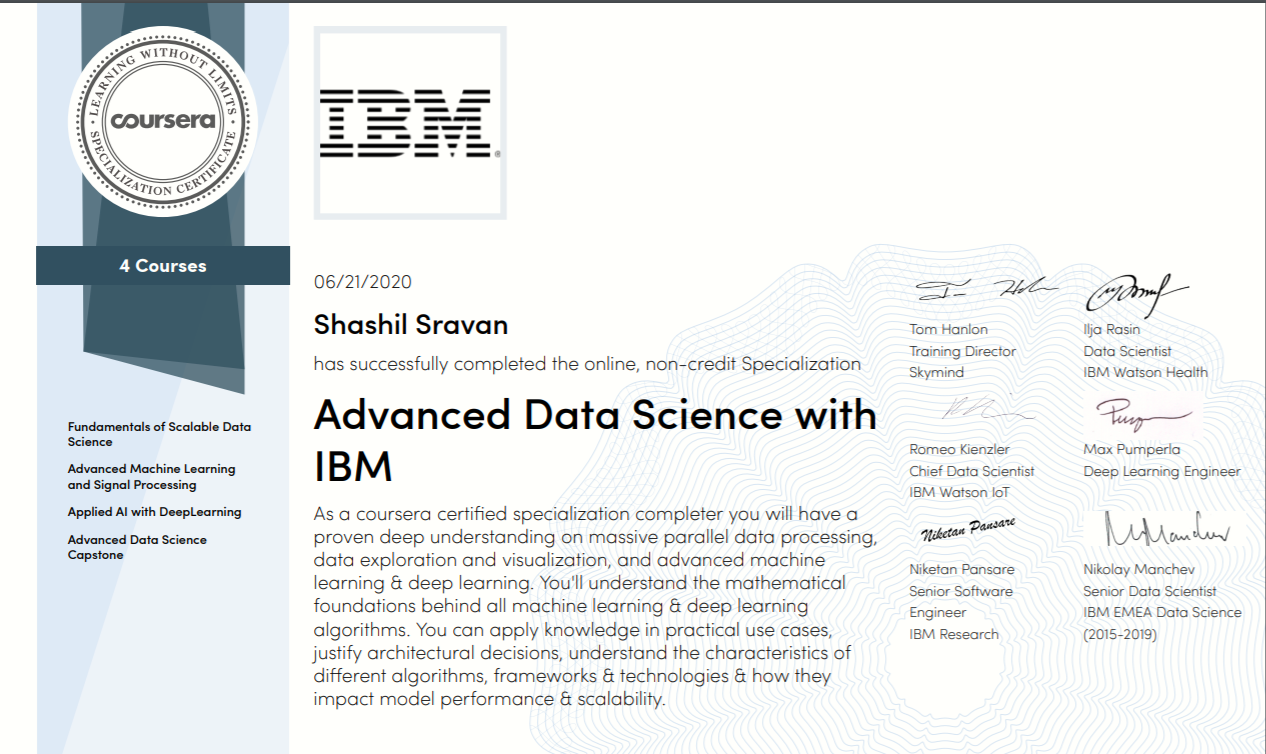 LEARNING WITHOUT LIMITS
coursera
SPECIALIZATION CERTIFICATE
4 Courses
Fundamentals of Scalable Data
Science
Advanced Machine Learning
and Signal Processing
Applied AI with DeepLearning
Advanced Data Science
Capstone
IBM®
06/21/2020
Shashil Sravan
has successfully completed the online, non-credit Specialization
Advanced Data Science with
IBM
As a coursera certified specialization completer you will have a
proven deep understanding on massive parallel data processing,
data exploration and visualization, and advanced machine
learning & deep learning. You'll understand the mathematical
foundations behind all machine learning & deep learning
algorithms. You can apply knowledge in practical use cases,
justify architectural decisions, understand the characteristics of
different algorithms, frameworks & technologies & how they
impact model performance & scalability.
Tom Hanlon
Training Director
Skymind
Ilja Rasin
Data Scientist
IBM Watson Health
Romeo Kienzler
Chief Data Scientist
IBM Watson IoT
Max Pumperla
Deep Learning Engineer
Niketan Pansare
Niketan Pansare
Senior Software
Engineer
IBM Research
Nikolay Manchev
Senior Data Scientist
IBM EMEA Data Science
(2015-2019)